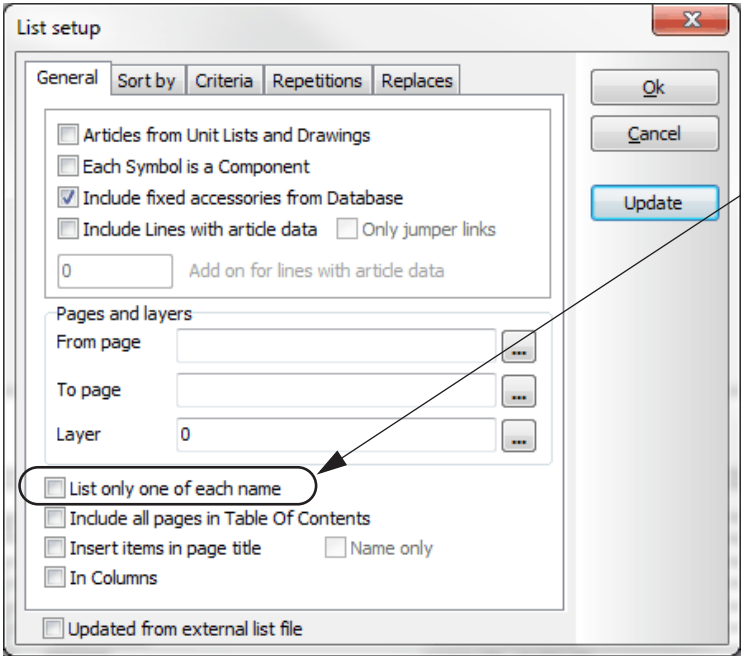 List setup
General Sort by Criteria Repetitions Replaces
Ok
Cancel
Update
Articles from Unit Lists and Drawings
Each Symbol is a Component
Include fixed accessories from Database
Include Lines with article data Only jumper links
0 Add on for lines with article data
Pages and layers
From page ...
To page ...
Layer 0 ...
List only one of each name
Include all pages in Table Of Contents
Insert items in page title Name only
In Columns
Updated from external list file